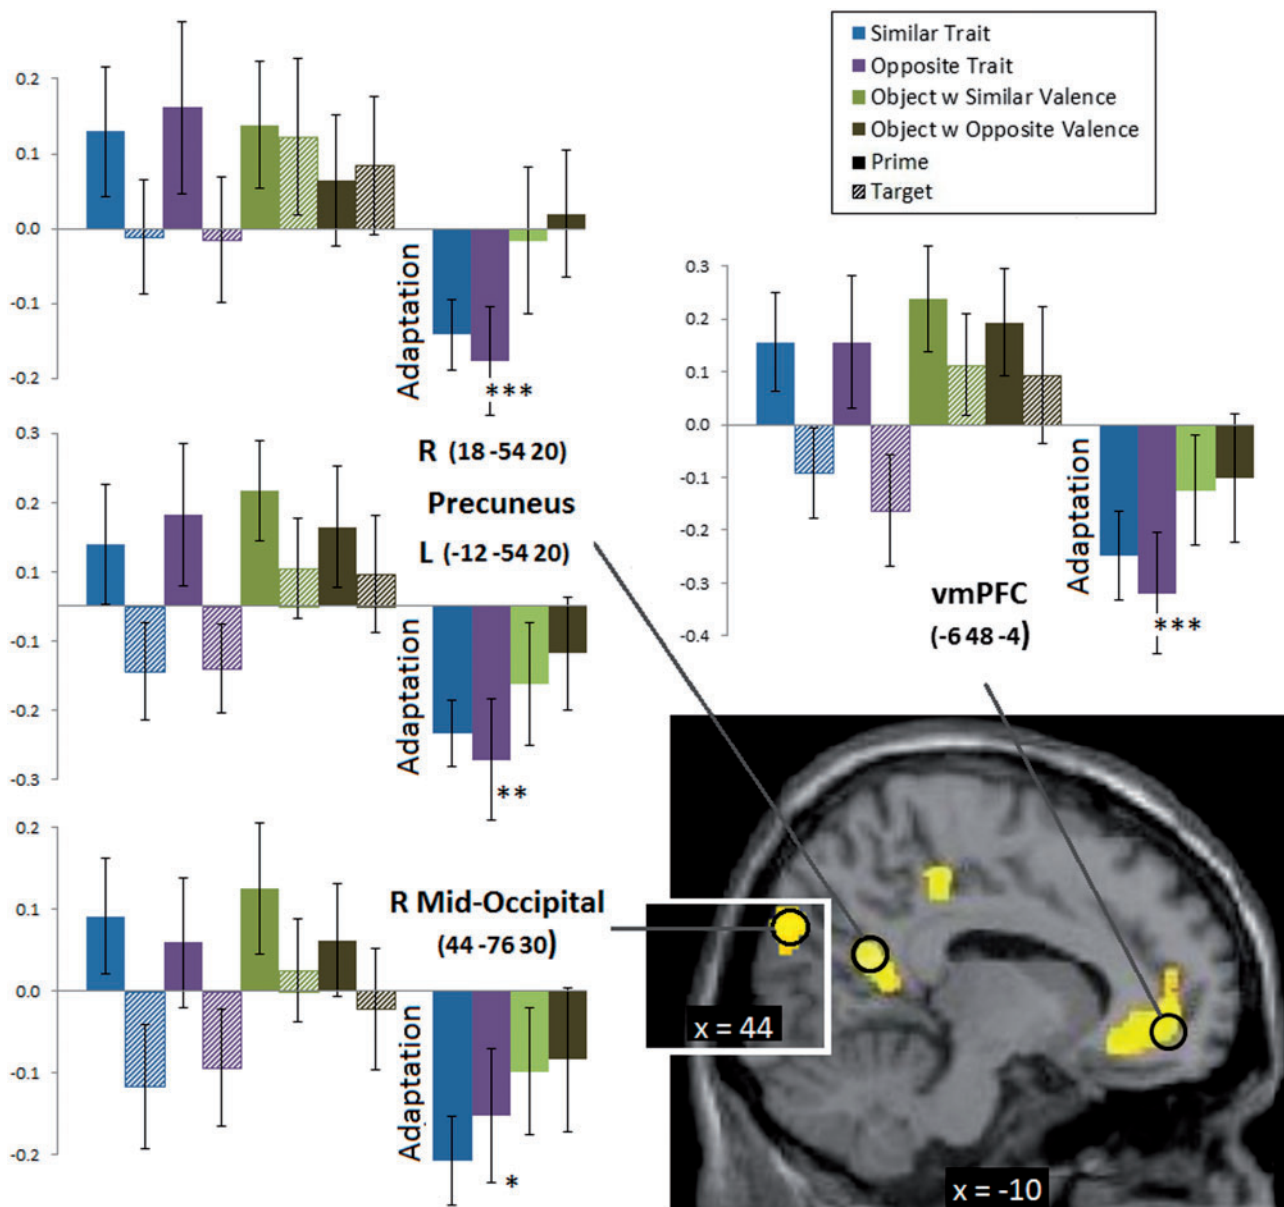 Similar Trait
Opposite Trait
Object w Similar Valence
Object w Opposite Valence
Prime
Target
0.2
0.1
0.0
-0.1
-0.2
Adaptation
***
0.3
0.2
0.1
-0.1
-0.2
-0.3
Adaptation
**
R (18 -54 20)
Precuneus
L (-12 -54 20)
0.2
0.1
0.0
-0.1
-0.2
Adaptation
*
R Mid-Occipital
(44 -76 30)
0.3
0.2
0.1
0.0
-0.1
-0.2
-0.3
-0.4
Adaptation
***
vmPFC
(-6 48 -4)
x = 44
x = -10